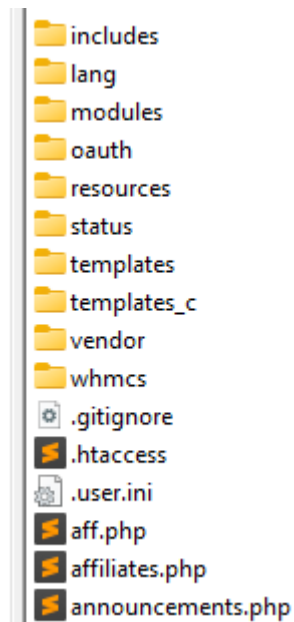 includes
lang
modules
oauth
resources
status
templates
templates_c
vendor
whmcs
.gitignore
.htaccess
.user.ini
aff.php
affiliates.php
announcements.php